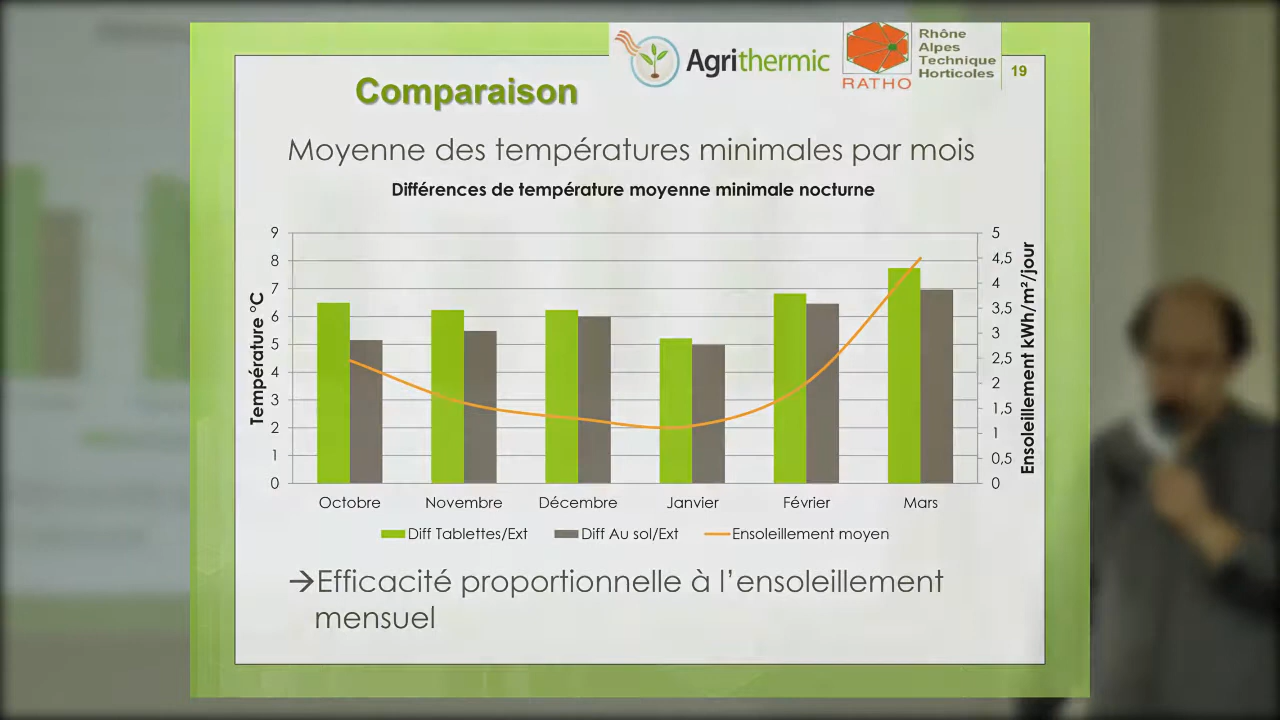 Agrithermic
Rhône
Alpes
Technique
Horticoles
RATHO
19
Comparaison
Moyenne des températures minimales par mois
Différences de température moyenne minimale nocturne
Température °C
9
8
7
6
5
4
3
2
1
0
5
4,5
4
3,5
3
2,5
2
1,5
1
0,5
0
Ensoleillement kWh/m²/jour
Octobre Novembre Décembre Janvier Février Mars
Diff Tablettes/Ext Diff Au sol/Ext Ensoleillement moyen
→Efficacité proportionnelle à l'ensoleillement
mensuel